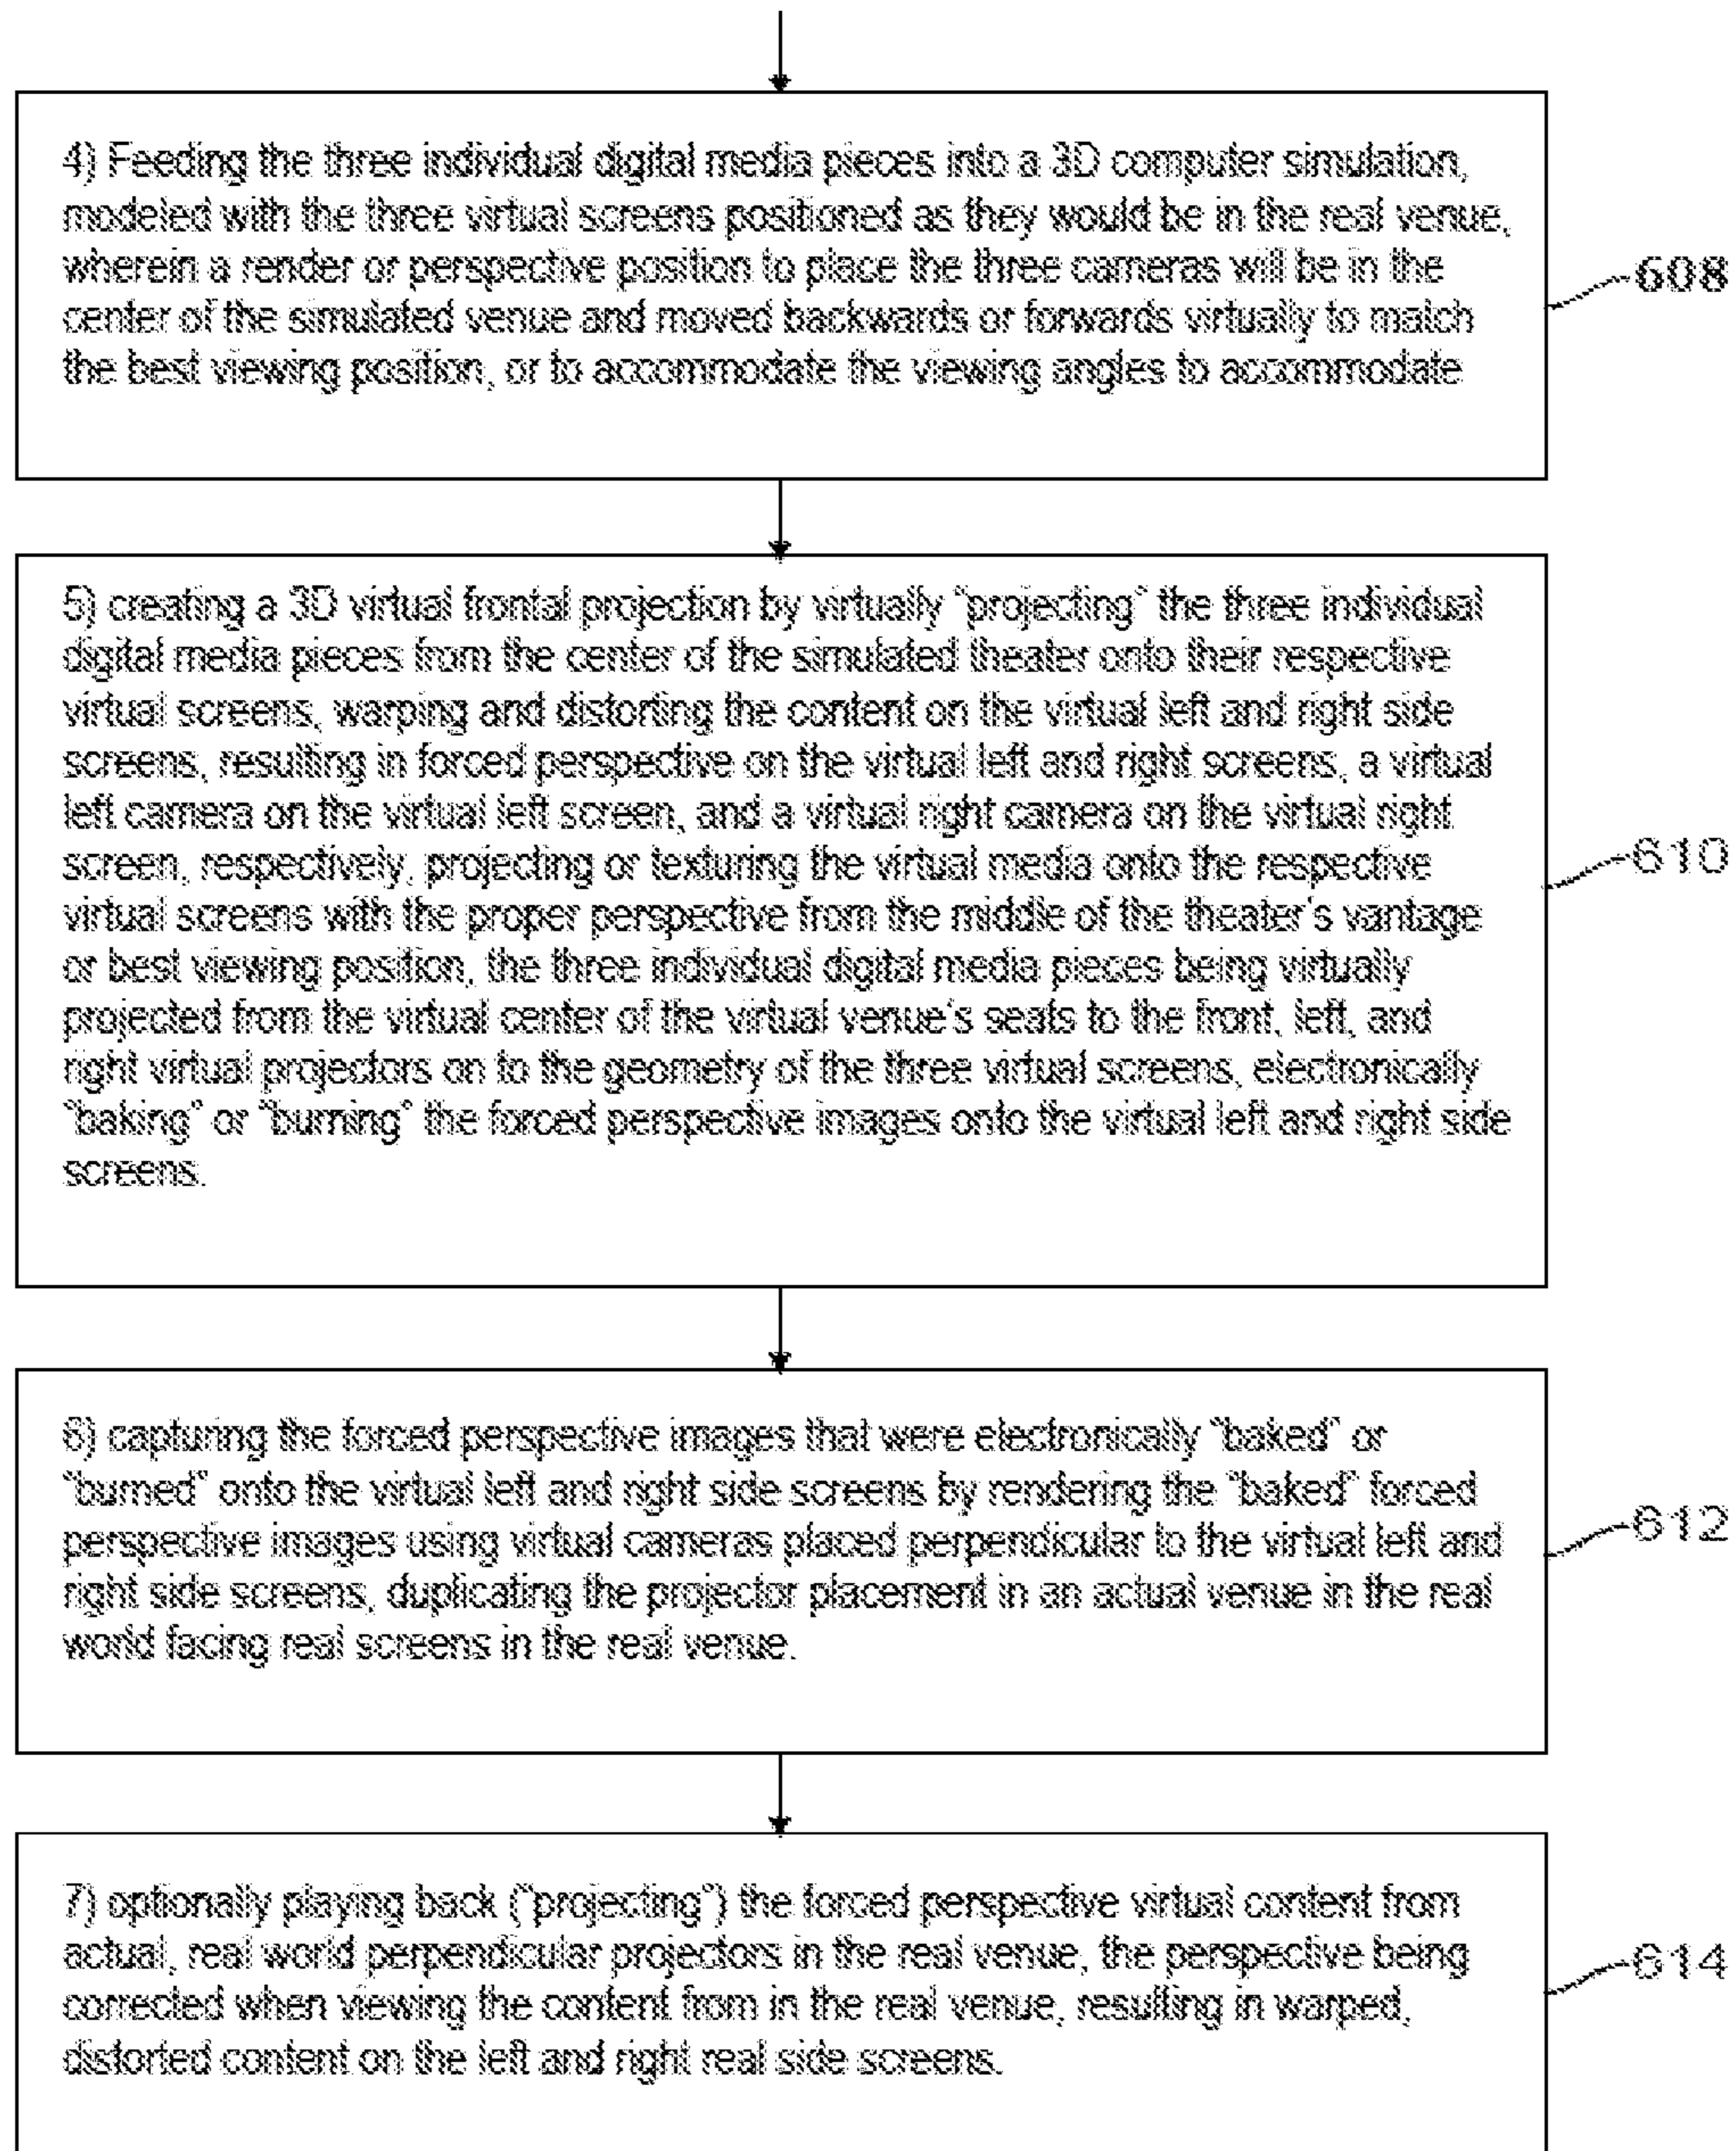 4) Feeding the three individual digital media pieces into a 3D computer simulation,
modeled with the three virtual screens positioned as they would be in the real venue,
wherein a render or perspective position to place the three cameras will be in the
center of the simulated venue and moved backwards or forwards virtually to match
the best viewing position, or to accommodate the viewing angles to accommodate
608
5) creating a 3D virtual frontal projection by virtually "projecting" the three individual
digital media pieces from the center of the simulated theater onto their respective
virtual screens, warping and distorting the content on the virtual left and right side
screens, resulting in forced perspective on the virtual left and right screens, a virtual
left camera on the virtual left screen, and a virtual right camera on the virtual right
screen, respectively, projecting or texturing the virtual media onto the respective
virtual screens with the proper perspective from the middle of the theater's vantage
or best viewing position, the three individual digital media pieces being virtually
projected from the virtual center of the virtual venue's seats to the front, left, and
right virtual projectors on to the geometry of the three virtual screens, electronically
"baking" or "burning" the forced perspective images onto the virtual left and right side
screens.
610
6) capturing the forced perspective images that were electronically "baked" or
"burned" onto the virtual left and right side screens by rendering the "baked" forced
perspective images using virtual cameras placed perpendicular to the virtual left and
right side screens, duplicating the projector placement in an actual venue in the real
world facing real screens in the real venue.
612
7) optionally playing back ("projecting") the forced perspective virtual content from
actual, real world perpendicular projectors in the real venue, the perspective being
corrected when viewing the content from in the real venue, resulting in warped,
distorted content on the left and right real side screens.
614